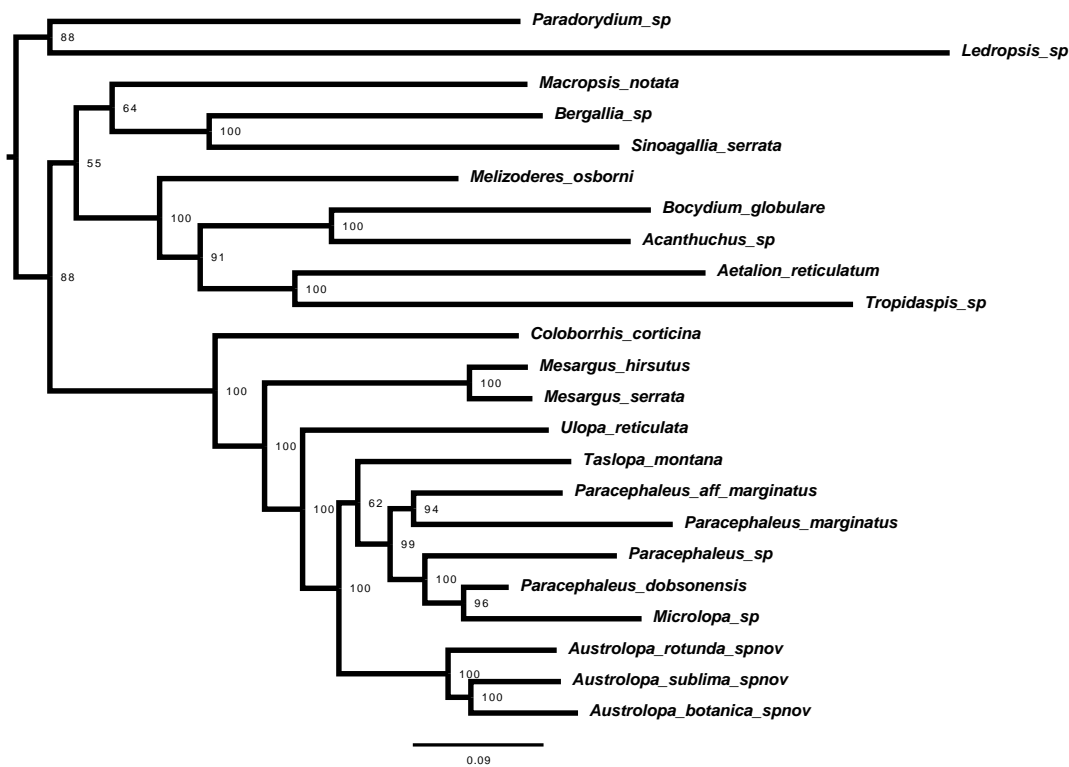 Paradorydium_sp
88
Ledropsis_sp
Macropsis_notata
64
Bergallia_sp
100
Sinoagallia_serrata
55
Melizoderes_osborni
Bocydium_globulare
100
100
Acanthuchus_sp
91
Aetalion_reticulatum
88
100
Tropidaspis_sp
Coloborrhis_corticina
Mesargus_hirsutus
100
100
Mesargus_serrata
Ulopa_reticulata
100
Taslopa_montana
Paracephaleus_aff_marginatus
62
100
94
Paracephaleus_marginatus
99
Paracephaleus_sp
100
Paracephaleus_dobsonensis
100
96
Microlopa_sp
Austrolopa_rotunda_spnov
100
Austrolopa_sublima_spnov
100
Austrolopa_botanica_spnov
0.09